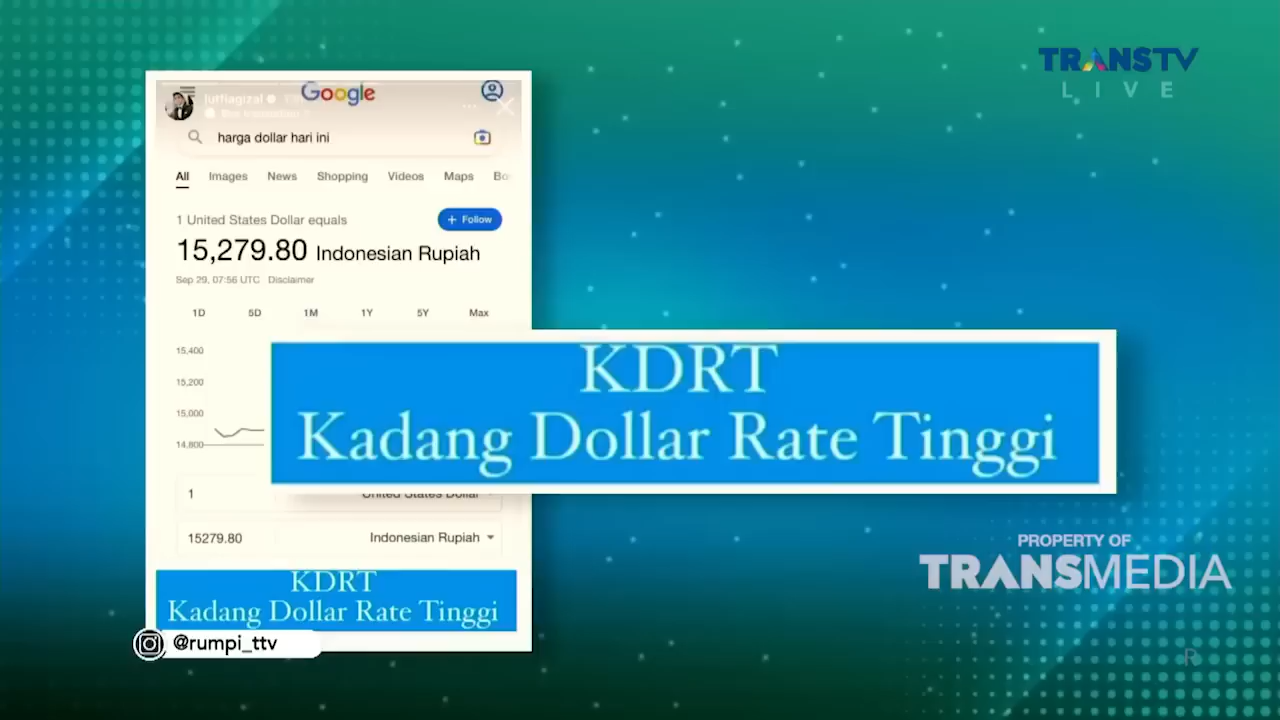 TRANSTV
LIVE
Google
luthfiagizal
harga dollar hari ini
All Images News Shopping Videos Maps
1 United States Dollar equals
+ Follow
15,279.80 Indonesian Rupiah
Sep 29, 07:56 UTC Disclaimer
1D 5D 1M 1Y 5Y Max
15,400
15,200
15,000
14,800
KDRT
Kadang Dollar Rate Tinggi
1 United States Dollar
15279.80 Indonesian Rupiah
KDRT
Kadang Dollar Rate Tinggi
@rumpi_ttv
PROPERTY OF
TRANSMEDIA
R